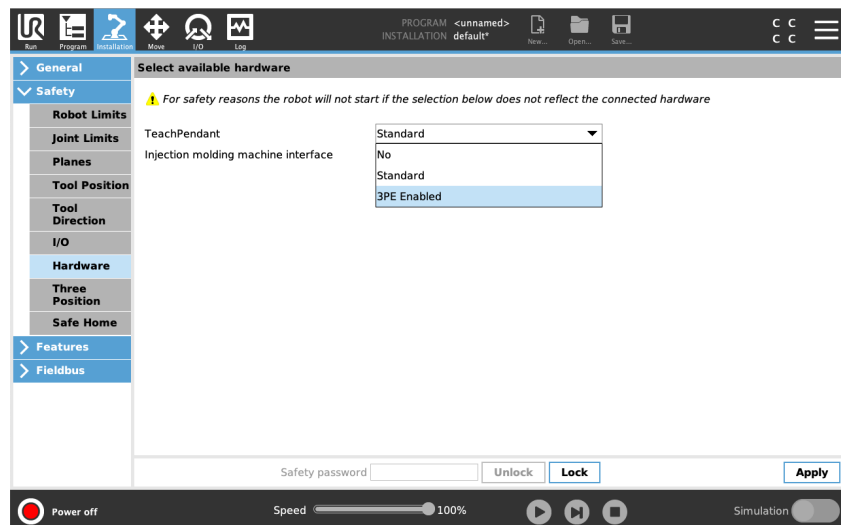 UR
Run
Program
Installation
Move
I/O
Log
PROGRAM <unnamed>
INSTALLATION default*
New...
Open...
Save...
C C
C C
General
Safety
Robot Limits
Joint Limits
Planes
Tool Position
Tool
Direction
I/O
Hardware
Three
Position
Safe Home
Features
Fieldbus
Select available hardware
For safety reasons the robot will not start if the selection below does not reflect the connected hardware
TeachPendant
Standard
Injection molding machine interface
No
Standard
3PE Enabled
Safety password
Unlock
Lock
Apply
Power off
Speed
100%
Simulation